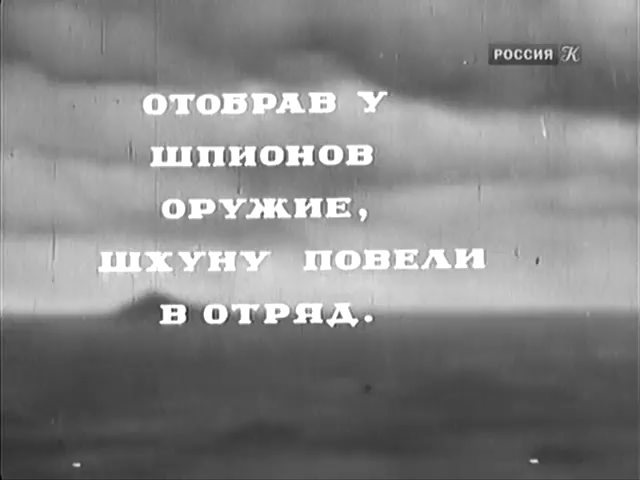 РОССИЯ К
ОТОБРАВ У
ШПИОНОВ
ОРУЖИЕ,
ШХУНУ ПОВЕЛИ
В ОТРЯД.